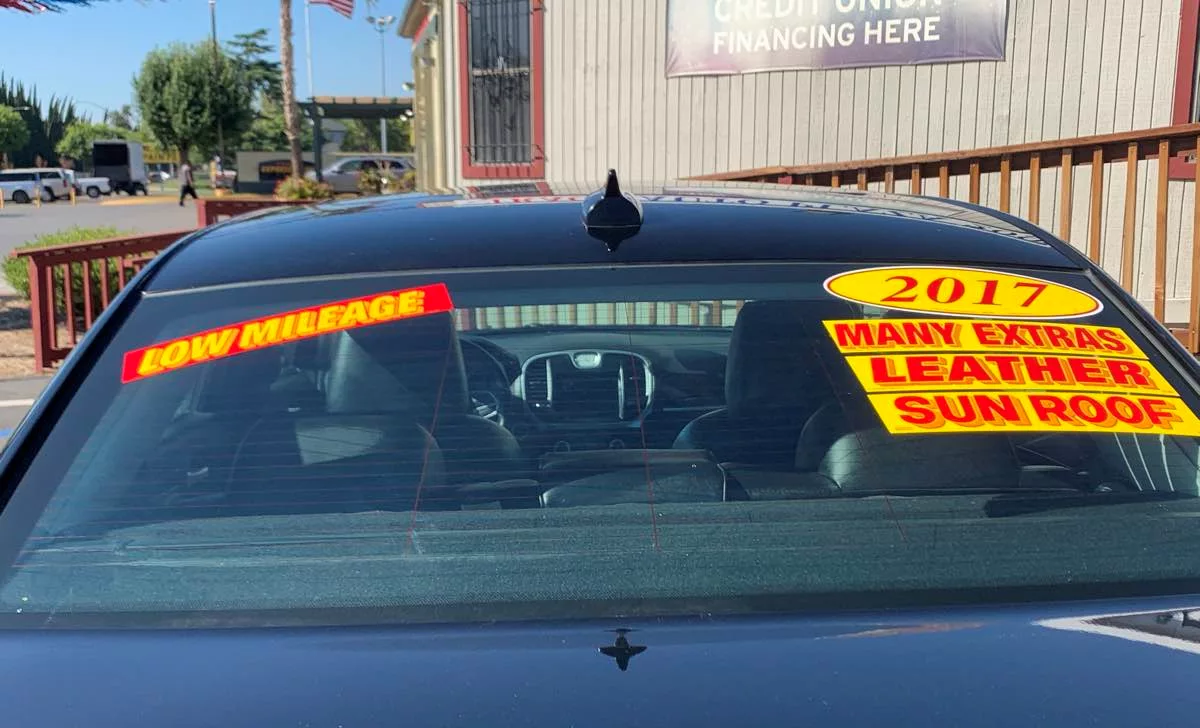 CREDIT UNION
FINANCING HERE
LOW MILEAGE
2017
MANY EXTRAS
LEATHER
SUN ROOF